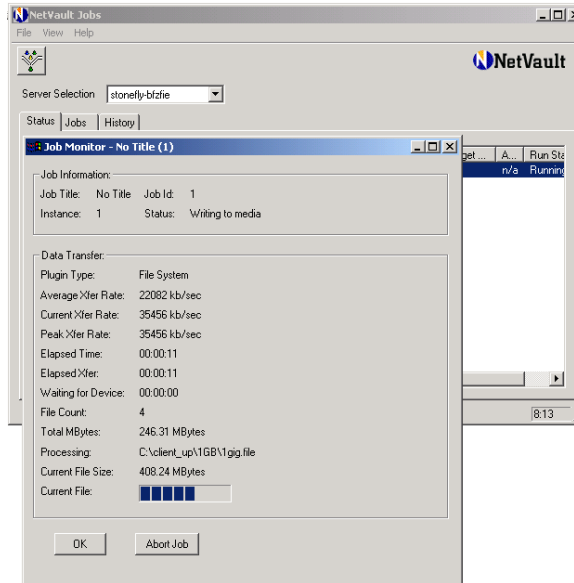 NetVault Jobs
File View Help
NetVault
Server Selection stonefly-bfzfie
Status Jobs History
Job Monitor - No Title (1)
get ... A... Run Sta
n/a Running
Job Information:
Job Title: No Title Job Id: 1
Instance: 1 Status: Writing to media
Data Transfer:
Plugin Type: File System
Average Xfer Rate: 22082 kb/sec
Current Xfer Rate: 35456 kb/sec
Peak Xfer Rate: 35456 kb/sec
Elapsed Time: 00:00:11
Elapsed Xfer: 00:00:11
Waiting for Device: 00:00:00
File Count: 4
Total MBytes: 246.31 MBytes
8:13
Processing: C:\client_up\1GB\1gig.file
Current File Size: 408.24 MBytes
Current File:
OK Abort Job